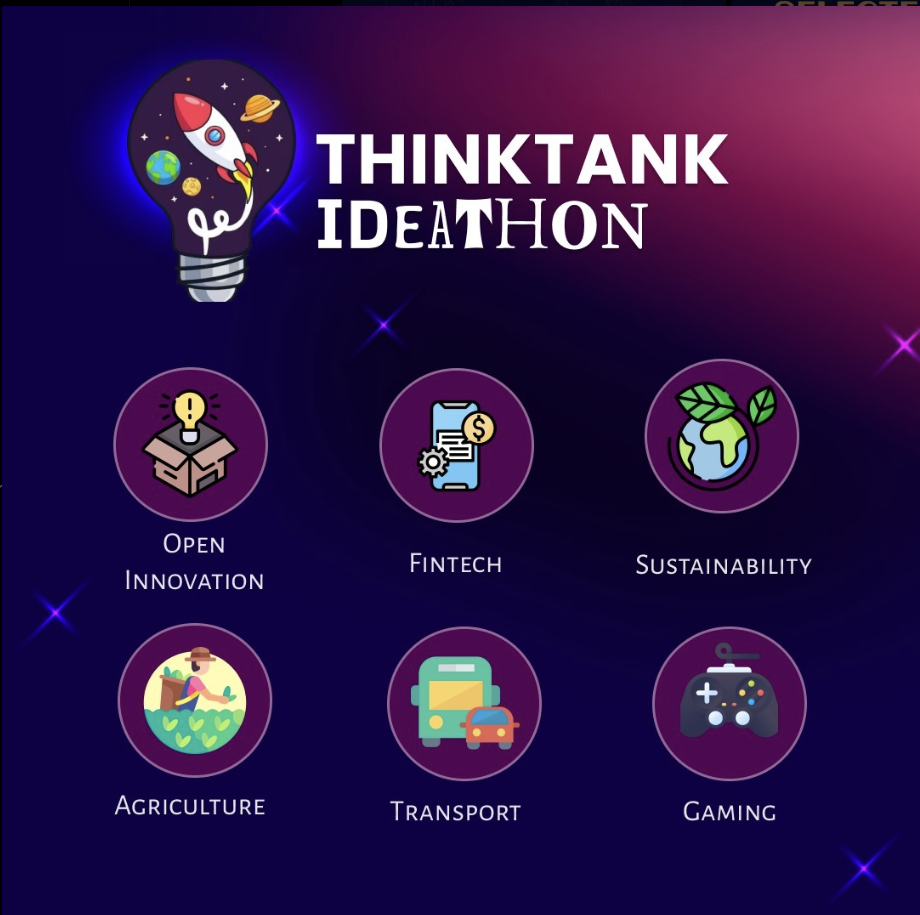 THINKTANK
IDEATHON
OPEN
INNOVATION
FINTECH
SUSTAINABILITY
AGRICULTURE
TRANSPORT
GAMING